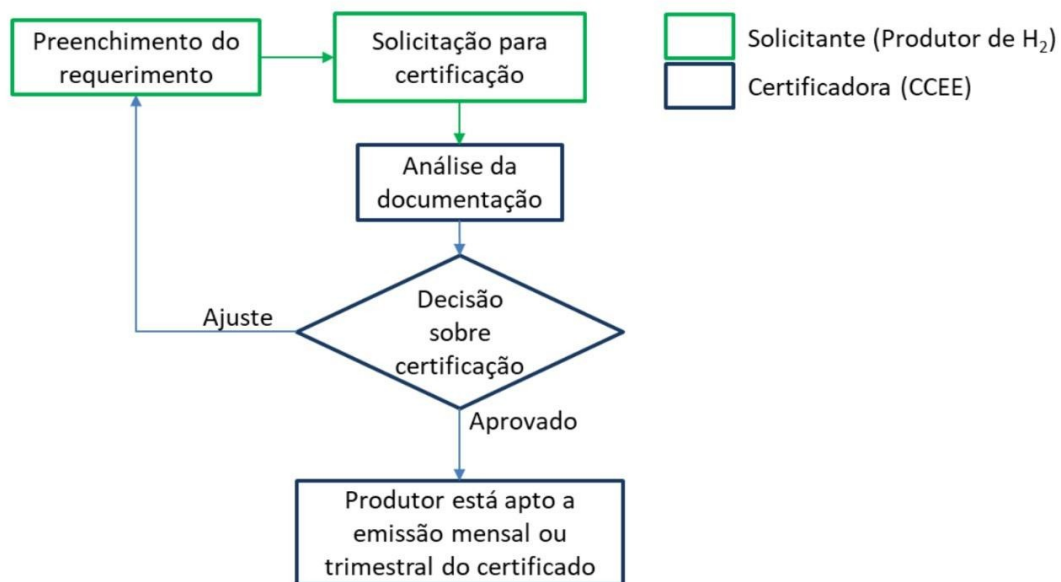 Preenchimento do
requerimento
Solicitação para
certificação
Solicitante (Produtor de H₂)
Certificadora (CCEE)
Análise da
documentação
Decisão
sobre
certificação
Ajuste
Aprovado
Produtor está apto a
emissão mensal ou
trimestral do certificado